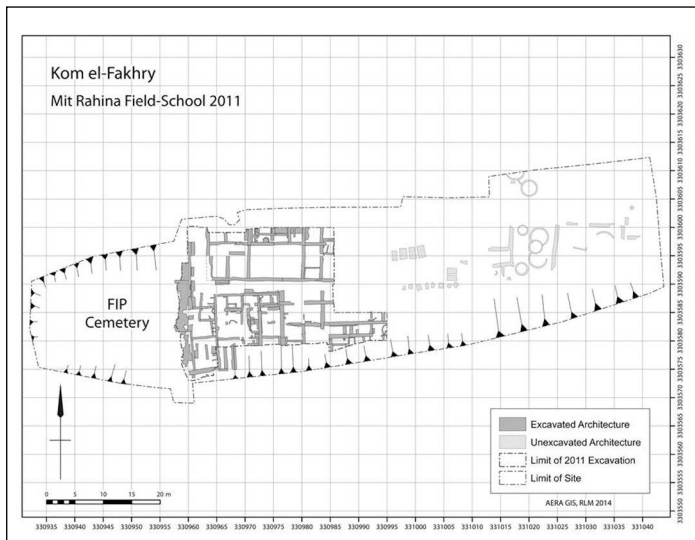 Kom el-Fakhry
Mit Rahina Field-School 2011
FIP
Cemetery
Excavated Architecture
Unexcavated Architecture
Limit of 2011 Excavation
Limit of Site
AERA GIS, RLM 2014
0 5 10 15 20 m
330935 330940 330945 330950 330955 330960 330965 330970 330975 330980 330985 330990 330995 331000 331005 331010 331015 331020 331025 331030 331035 331040
3303630
3303625
3303620
3303615
3303610
3303605
3303600
3303595
3303590
3303585
3303580
3303575
3303570
3303565
3303560
3303555
3303550